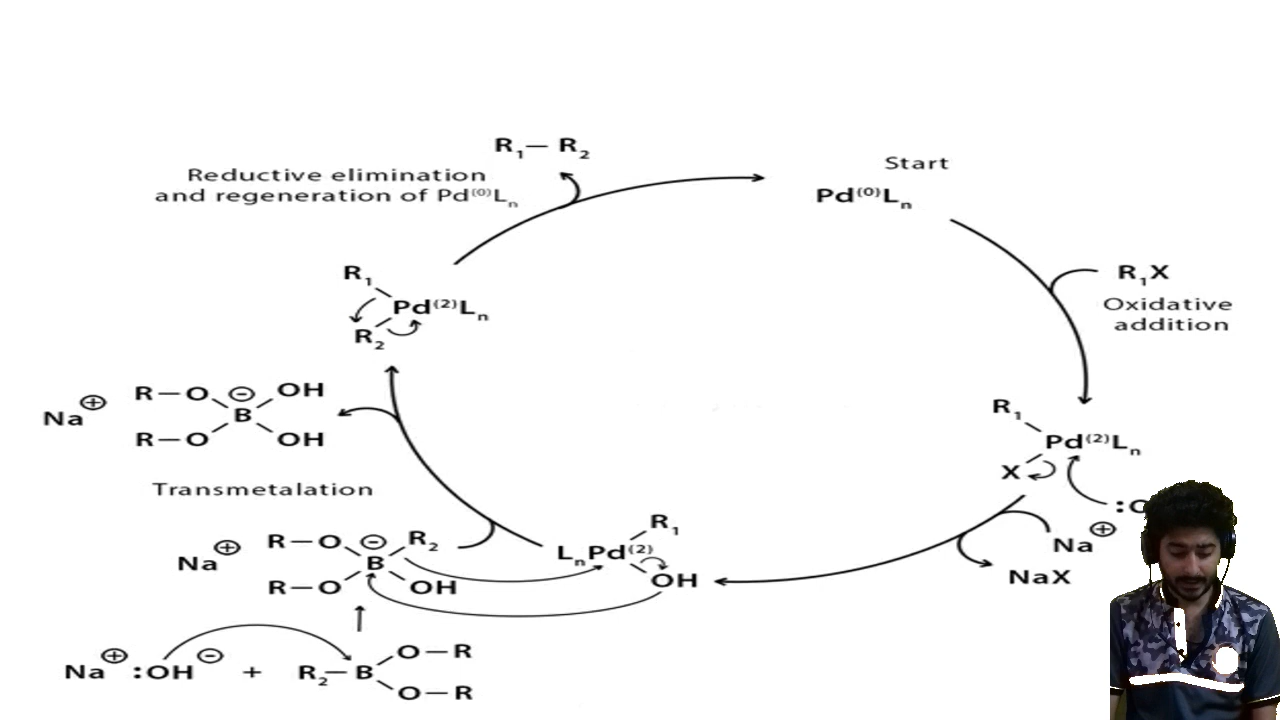 R₁—R₂
Reductive elimination
and regeneration of Pd⁽⁰⁾Lₙ
Start
Pd⁽⁰⁾Lₙ
R₁X
Oxidative
addition
R₁
Pd⁽²⁾Lₙ
R₂
R—O ⊖ OH
Na⊕
B
R—O OH
R₁
Pd⁽²⁾Lₙ
X
Transmetalation
Na⊕
NaX
R₁
LₙPd⁽²⁾
OH
R—O ⊖ R₂
Na⊕
B
R—O OH
Na⊕ :OH⊖ + R₂—B
O—R
O—R